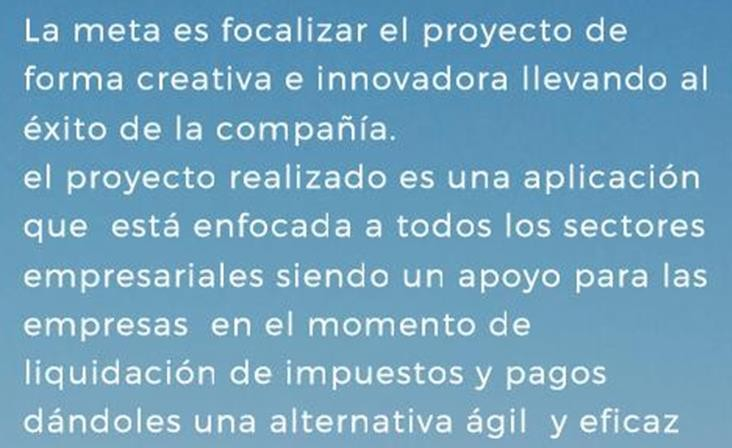 La meta es focalizar el proyecto de
forma creativa e innovadora llevando al
éxito de la compañía.
el proyecto realizado es una aplicación
que  está enfocada a todos los sectores
empresariales siendo un apoyo para las
empresas  en el momento de
liquidación de impuestos y pagos
dándoles una alternativa ágil  y eficaz